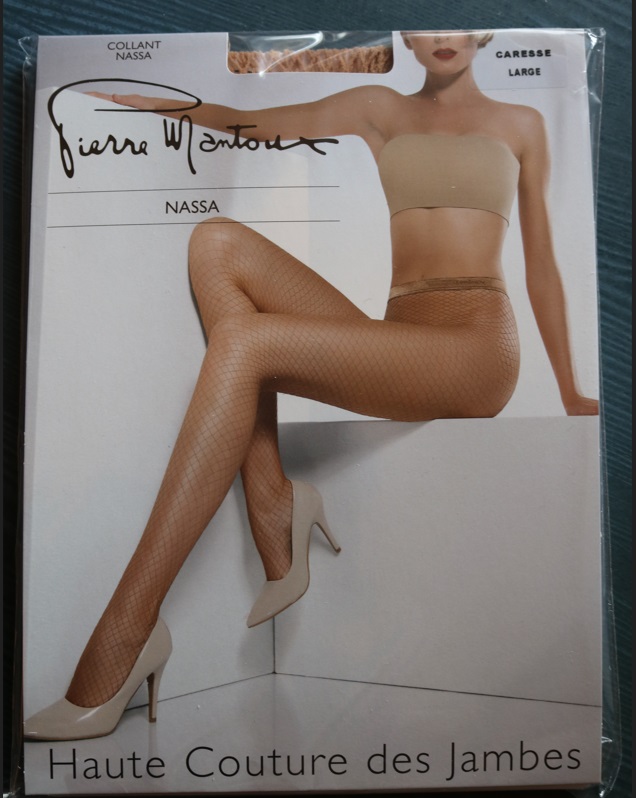 COLLANT
NASSA
CARESSE
LARGE
Pierre Mantoux
NASSA
Haute Couture des Jambes